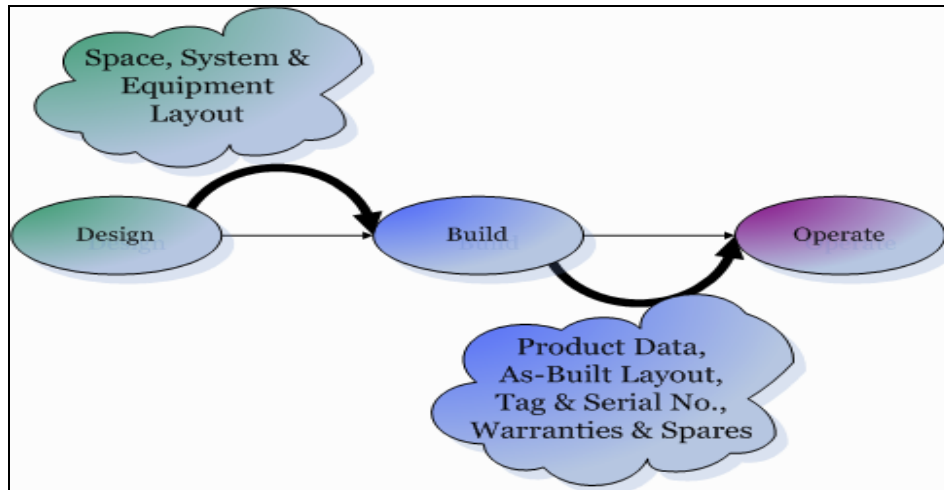 Space, System &
Equipment
Layout
Design
Build
Operate
Product Data,
As-Built Layout,
Tag & Serial No.,
Warranties & Spares